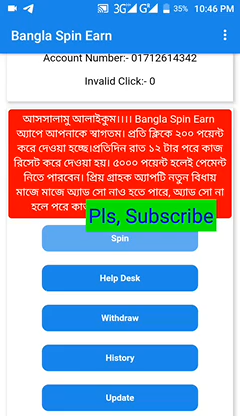 3G G 35% 10:46 PM
Bangla Spin Earn
Account Number:- 01712614342
Invalid Click:- 0
আসসালামু আলাইকুম।।।। Bangla Spin Earn
অ্যাপে আপনাকে স্বাগতম। প্রতি ক্লিকে ২০০ পয়েন্ট
করে দেওয়া হচ্ছে।প্রতিদিন রাত ১২ টার পরে কাজ
রিসেট করে দেওয়া হয়। ৫০০০ পয়েন্ট হলেই পেমেন্ট
নিতে পারবেন। প্রিয় গ্রাহক অ্যাপটি নতুন বিধায়
মাজে মাজে অ্যাড সো নাও হতে পারে, অ্যাড সো না
হলে পরে
Pls, Subscribe
Spin
Help Desk
Withdraw
History
Update